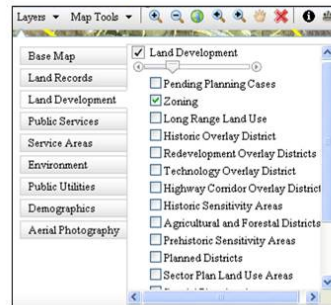 Layers Map Tools
Base Map
Land Records
Land Development
Public Services
Service Areas
Environment
Public Utilities
Demographics
Aerial Photography
Land Development
Pending Planning Cases
Zoning
Long Range Land Use
Historic Overlay District
Redevelopment Overlay Districts
Technology Overlay District
Highway Corridor Overlay District
Historic Sensitivity Areas
Agricultural and Forestal Districts
Prehistoric Sensitivity Areas
Planned Districts
Sector Plan Land Use Areas